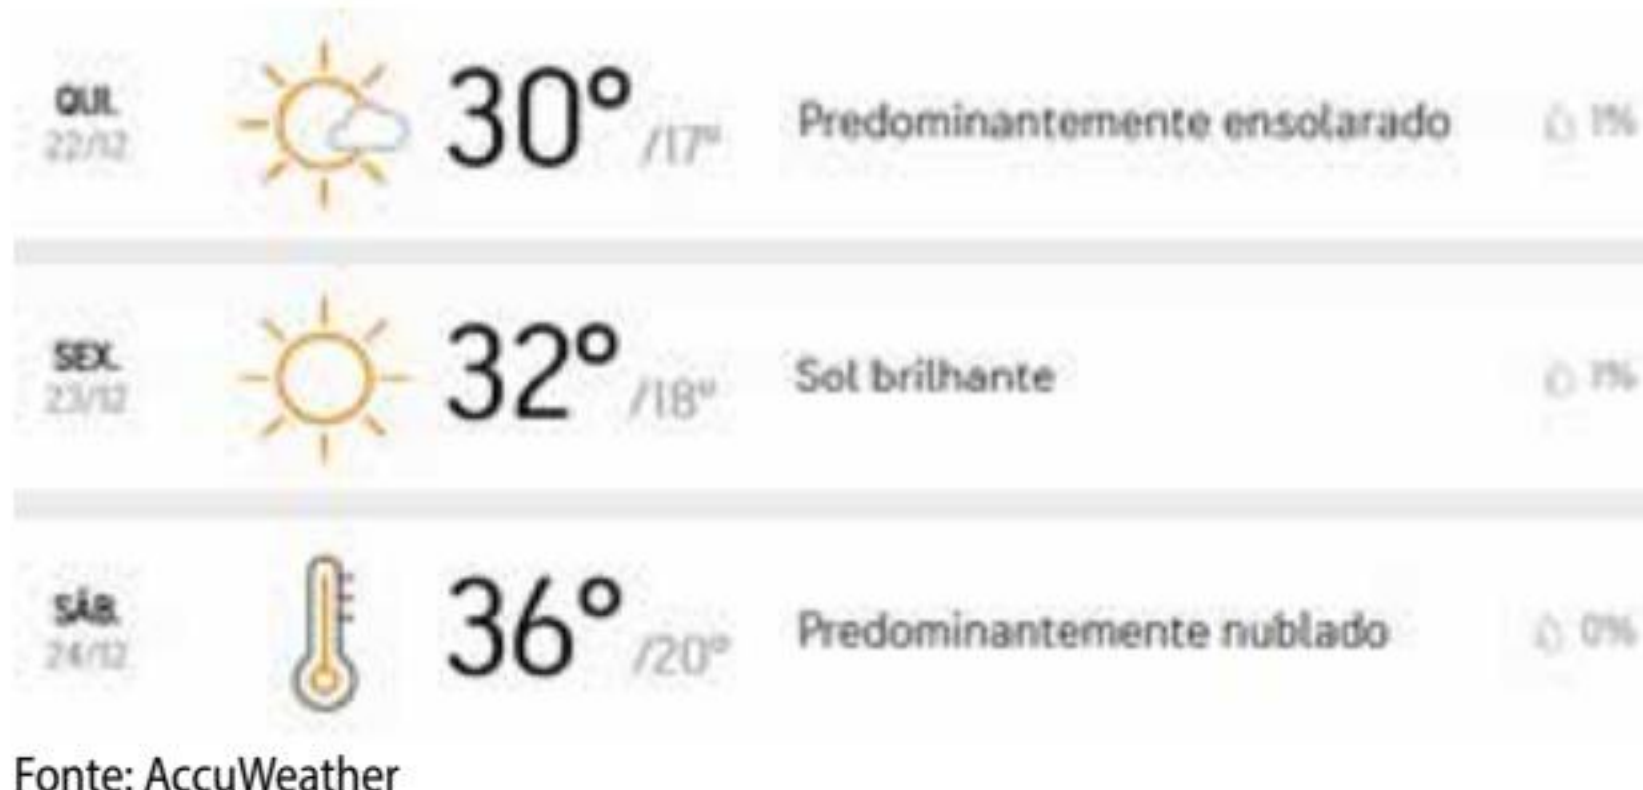 QUI.
22/12
30° /17° Predominantemente ensolarado 1%
SEX.
23/12
32° /18° Sol brilhante 1%
SÁB.
24/12
36° /20° Predominantemente nublado 0%
Fonte: AccuWeather